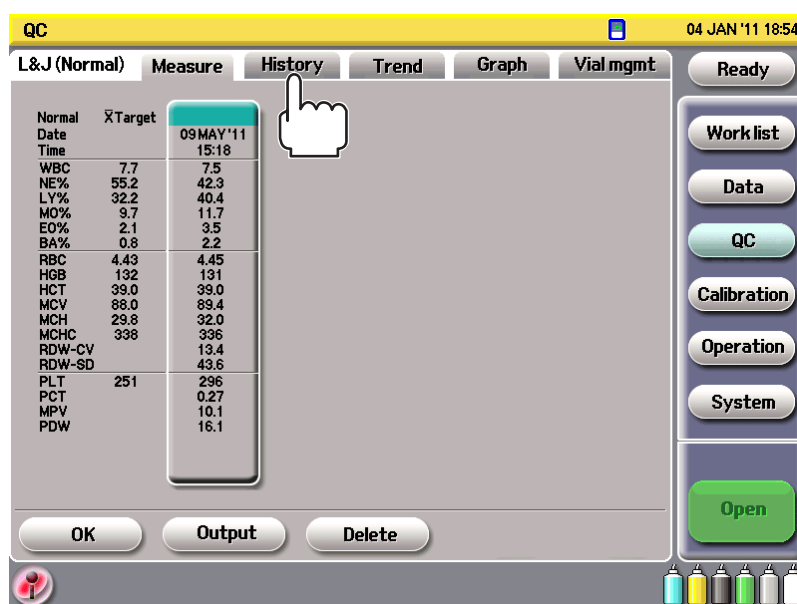 QC 04 JAN '11 18:54
L&J (Normal) Measure History Trend Graph Vial mgmt Ready
Normal X̄Target
Date 09 MAY '11
Time 15:18
WBC 7.7 7.5
NE% 55.2 42.3
LY% 32.2 40.4
MO% 9.7 11.7
EO% 2.1 3.5
BA% 0.8 2.2
RBC 4.43 4.45
HGB 132 131
HCT 39.0 39.0
MCV 88.0 89.4
MCH 29.8 32.0
MCHC 338 336
RDW-CV 13.4
RDW-SD 43.6
PLT 251 296
PCT 0.27
MPV 10.1
PDW 16.1
OK Output Delete
Work list
Data
QC
Calibration
Operation
System
Open